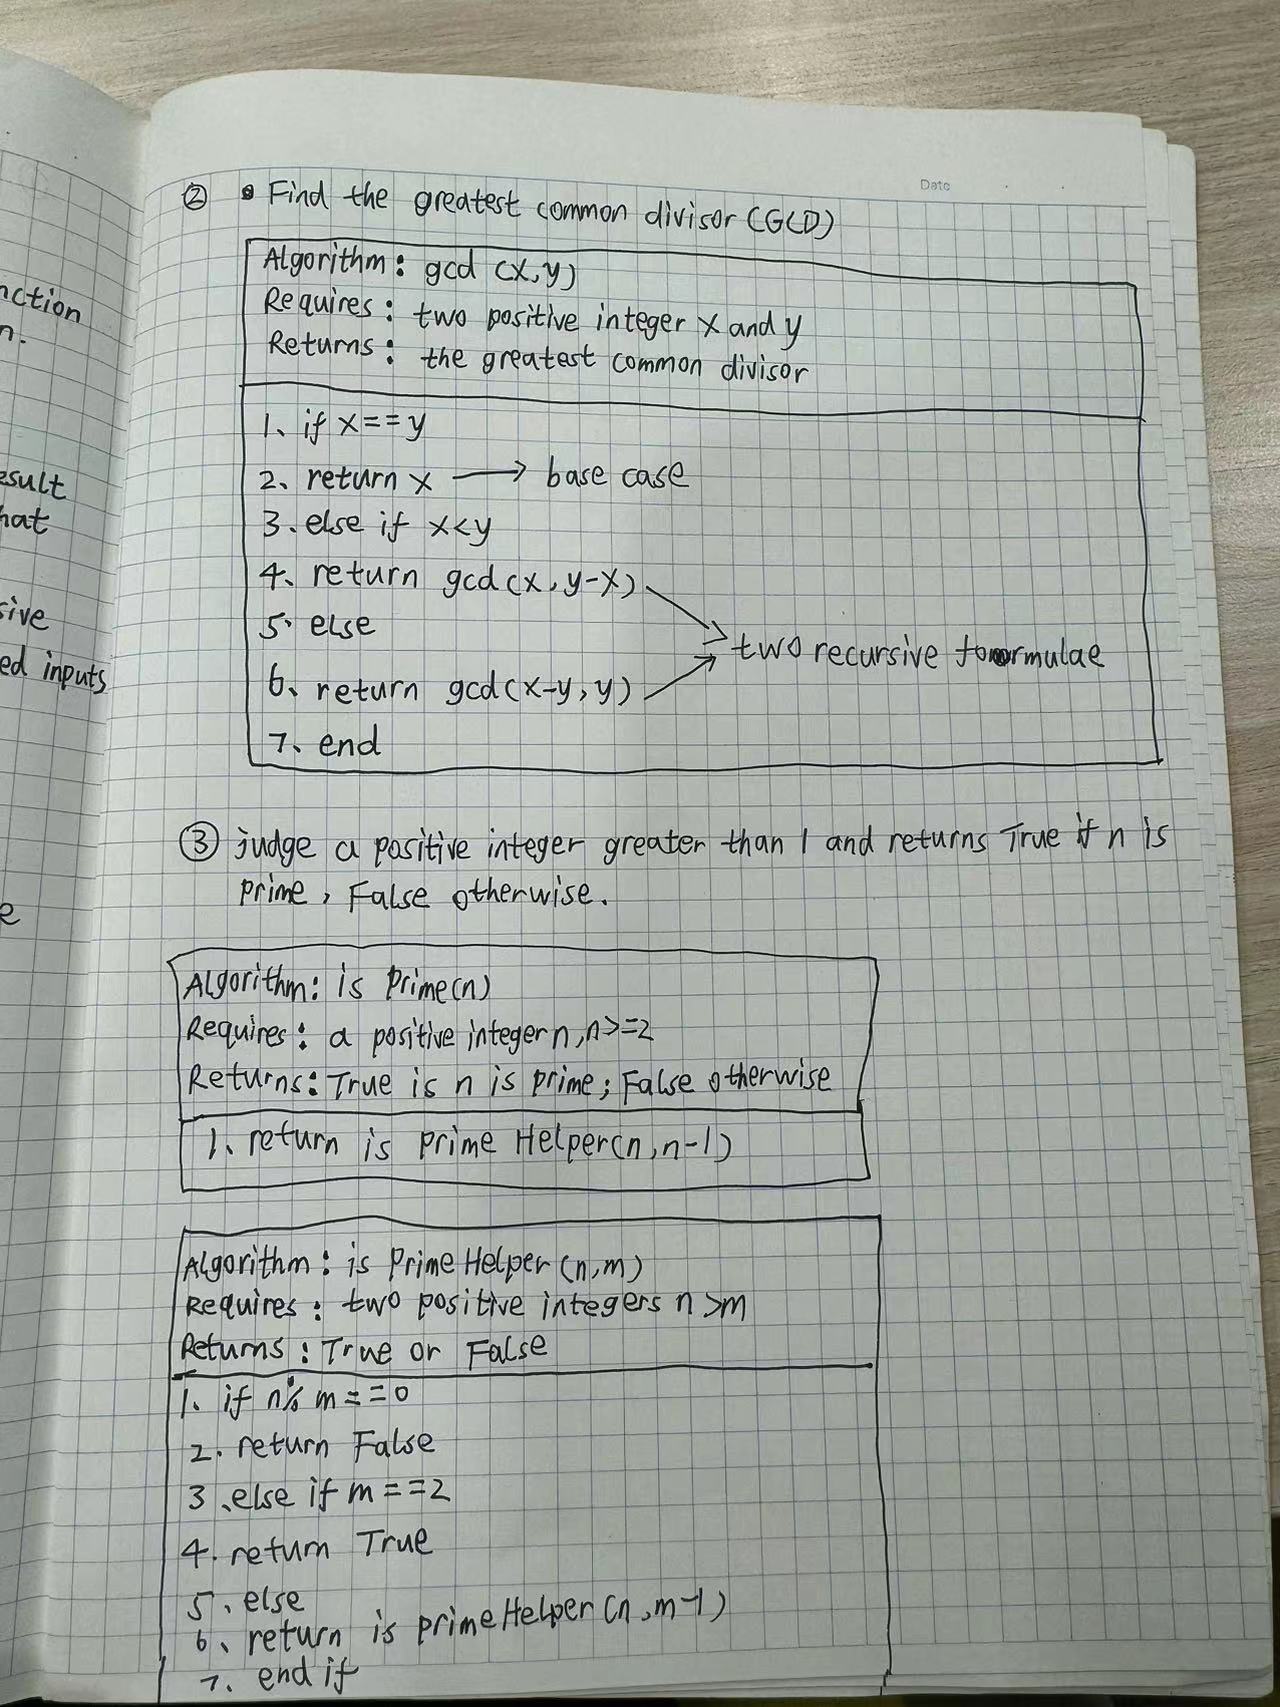 Date
② • Find the greatest common divisor (GCD)
Algorithm: gcd (x,y)
Requires: two positive integer x and y
Returns: the greatest common divisor
1、if x==y
2、return x → base case
3.else if x<y
4、return gcd(x, y-x)
5. else
two recursive formulae
6、return gcd(x-y, y)
7、end
③ judge a positive integer greater than 1 and returns True if n is
prime, False otherwise.
Algorithm: is Prime(n)
Requires: a positive integer n, n>=2
Returns: True is n is prime; False otherwise
1、return is prime Helper(n, n-1)
Algorithm: is Prime Helper (n,m)
Requires: two positive integers n >m
Returns: True or False
1. if n% m==0
2. return False
3、else if m==2
4. return True
5、else
6、return is prime Helper (n, m-1)
7. end if
nction
n.
esult
hat
sive
ed inputs
e